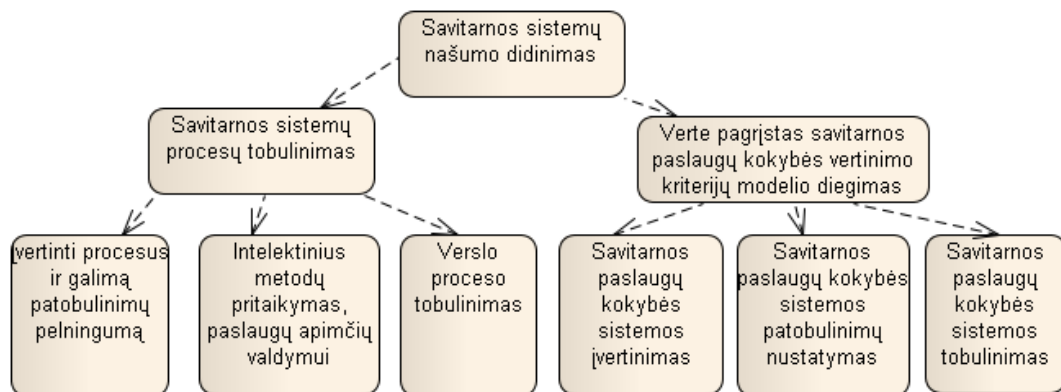 Savitarnos sistemų
našumo didinimas
Savitarnos sistemų
procesų tobulinimas
Verte pagrįstas savitarnos
paslaugų kokybės vertinimo
kriterijų modelio diegimas
Įvertinti procesus
ir galimą
patobulinimų
pelningumą
Intelektinius
metodų
pritaikymas,
paslaugų apimčių
valdymui
Verslo
proceso
tobulinimas
Savitarnos
paslaugų
kokybės
sistemos
įvertinimas
Savitarnos
paslaugų kokybės
sistemos
patobulinimų
nustatymas
Savitarnos
paslaugų
kokybės
sistemos
tobulinimas